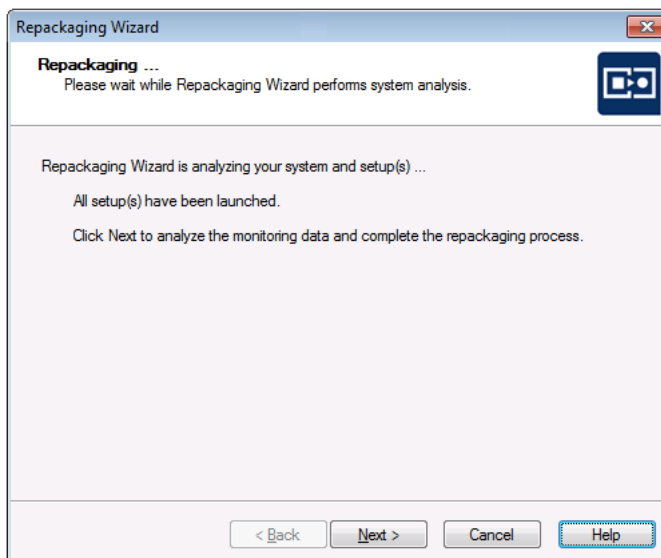 Repackaging Wizard
Repackaging ...
Please wait while Repackaging Wizard performs system analysis.
Repackaging Wizard is analyzing your system and setup(s) ...
All setup(s) have been launched.
Click Next to analyze the monitoring data and complete the repackaging process.
< Back Next > Cancel Help